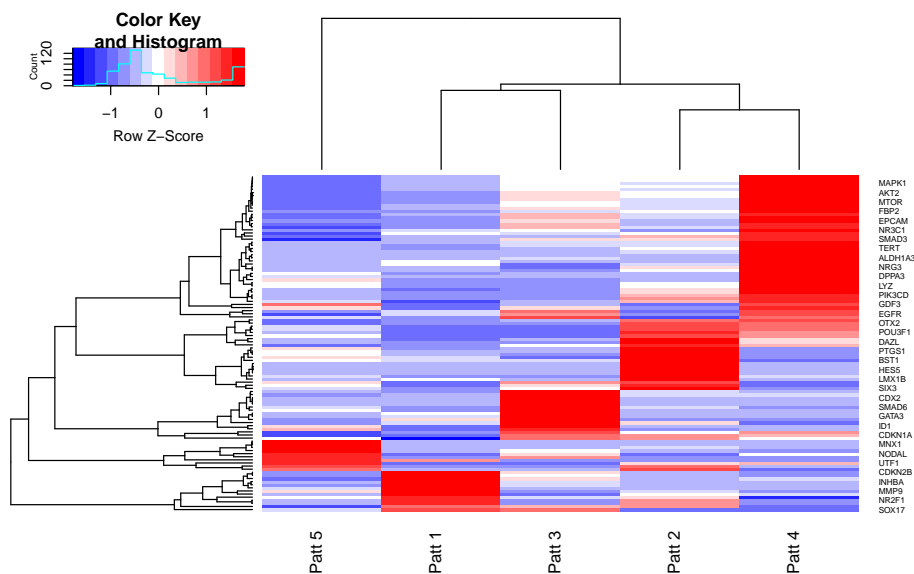 Color Key
and Histogram
Count
0
120
−1
0
1
Row Z−Score
MAPK1
AKT2
MTOR
FBP2
EPCAM
NR3C1
SMAD3
TERT
ALDH1A3
NRG3
DPPA3
LYZ
PIK3CD
GDF3
EGFR
OTX2
POU3F1
DAZL
PTGS1
BST1
HES5
LMX1B
SIX3
CDX2
SMAD6
GATA3
ID1
CDKN1A
MNX1
NODAL
UTF1
CDKN2B
INHBA
MMP9
NR2F1
SOX17
Patt 5
Patt 1
Patt 3
Patt 2
Patt 4